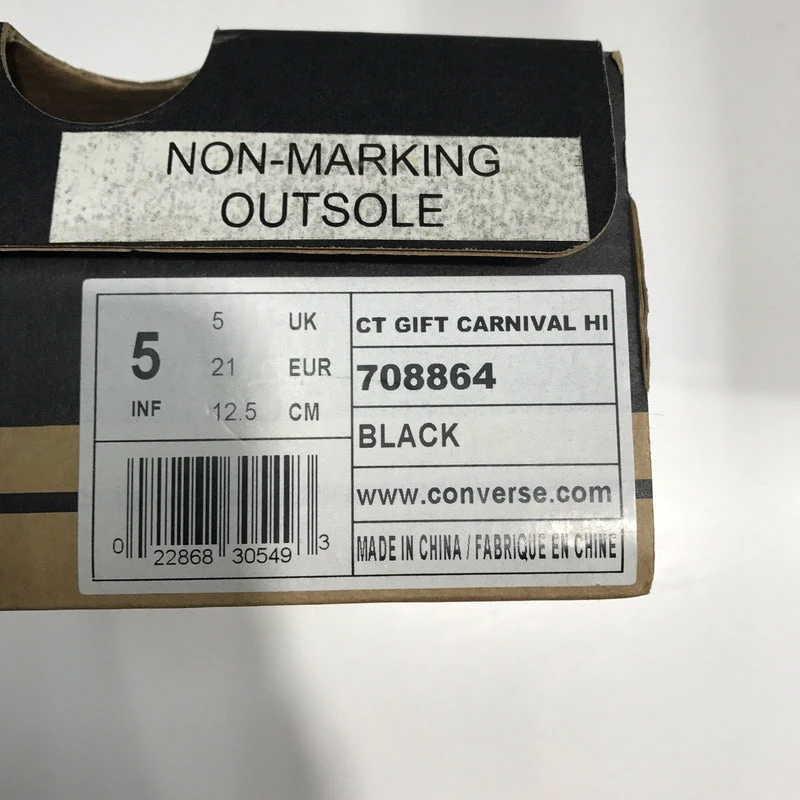 NON-MARKING
OUTSOLE
5
INF
5 UK
21 EUR
12.5 CM
CT GIFT CARNIVAL HI
708864
BLACK
www.converse.com
MADE IN CHINA / FABRIQUE EN CHINE
0 22868 30549 3